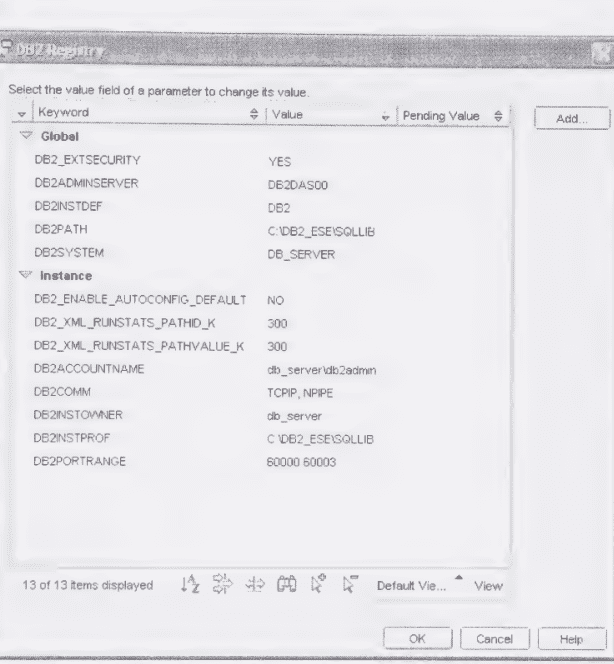 DB2 Registry
Select the value field of a parameter to change its value.
Keyword Value Pending Value
Add...
Global
DB2_EXTSECURITY YES
DB2ADMINSERVER DB2DAS00
DB2INSTDEF DB2
DB2PATH C:\DB2_ESE\SQLLIB
DB2SYSTEM DB_SERVER
Instance
DB2_ENABLE_AUTOCONFIG_DEFAULT NO
DB2_XML_RUNSTATS_PATHID_K 300
DB2_XML_RUNSTATS_PATHVALUE_K 300
DB2ACCOUNTNAME db_server\db2admin
DB2COMM TCPIP, NPIPE
DB2INSTOWNER db_server
DB2INSTPROF C:\DB2_ESE\SQLLIB
DB2PORTRANGE 60000 60003
13 of 13 items displayed Default Vie... View
OK Cancel Help